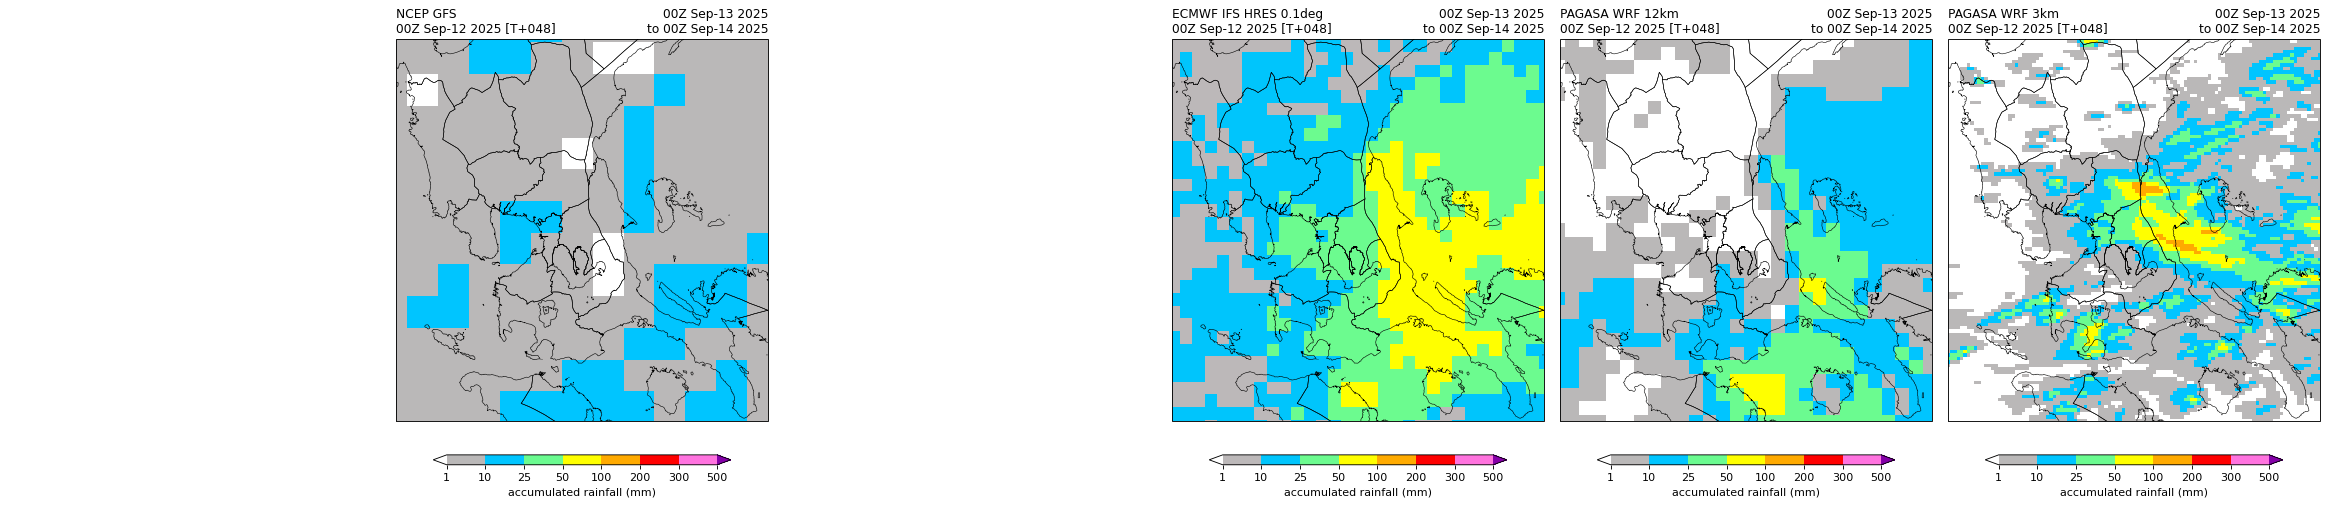 NCEP GFS 00Z Sep-13 2025
00Z Sep-12 2025 [T+048] to 00Z Sep-14 2025
1 10 25 50 100 200 300 500
accumulated rainfall (mm)
ECMWF IFS HRES 0.1deg 00Z Sep-13 2025
00Z Sep-12 2025 [T+048] to 00Z Sep-14 2025
1 10 25 50 100 200 300 500
accumulated rainfall (mm)
PAGASA WRF 12km 00Z Sep-13 2025
00Z Sep-12 2025 [T+048] to 00Z Sep-14 2025
1 10 25 50 100 200 300 500
accumulated rainfall (mm)
PAGASA WRF 3km 00Z Sep-13 2025
00Z Sep-12 2025 [T+048] to 00Z Sep-14 2025
1 10 25 50 100 200 300 500
accumulated rainfall (mm)